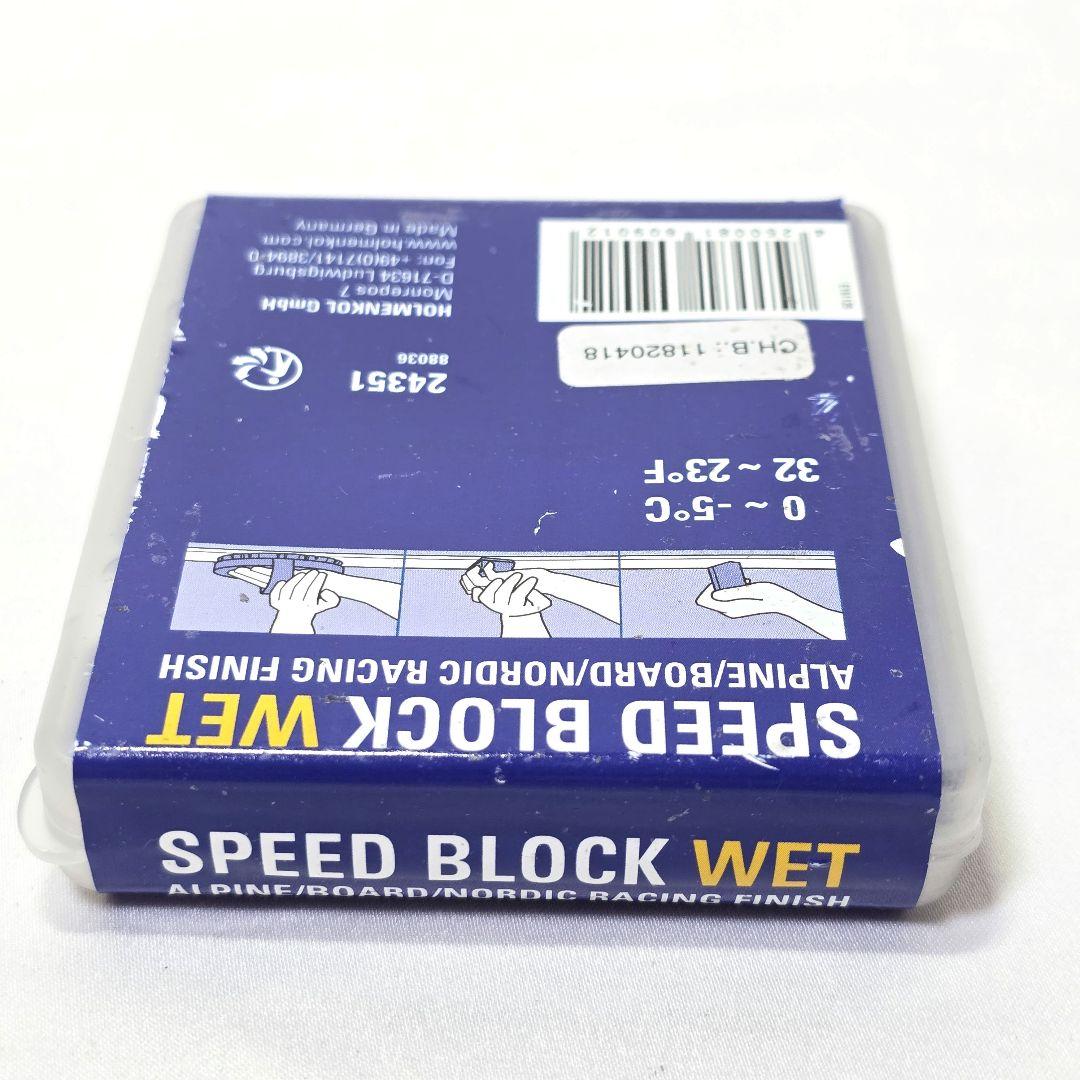 SPEED BLOCK WET
ALPINE/BOARD/NORDIC RACING FINISH
SPEED BLOCK WET
ALPINE/BOARD/NORDIC RACING FINISH
0 ~ -5°C
32 ~ 23°F
24351
88036
CH.B.: 11820418
HOLMENKOL GmbH
Monrepos 7
D-71634 Ludwigsburg
Fon: +49(0)7141/3894-0
www.holmenkol.com
Made in Germany